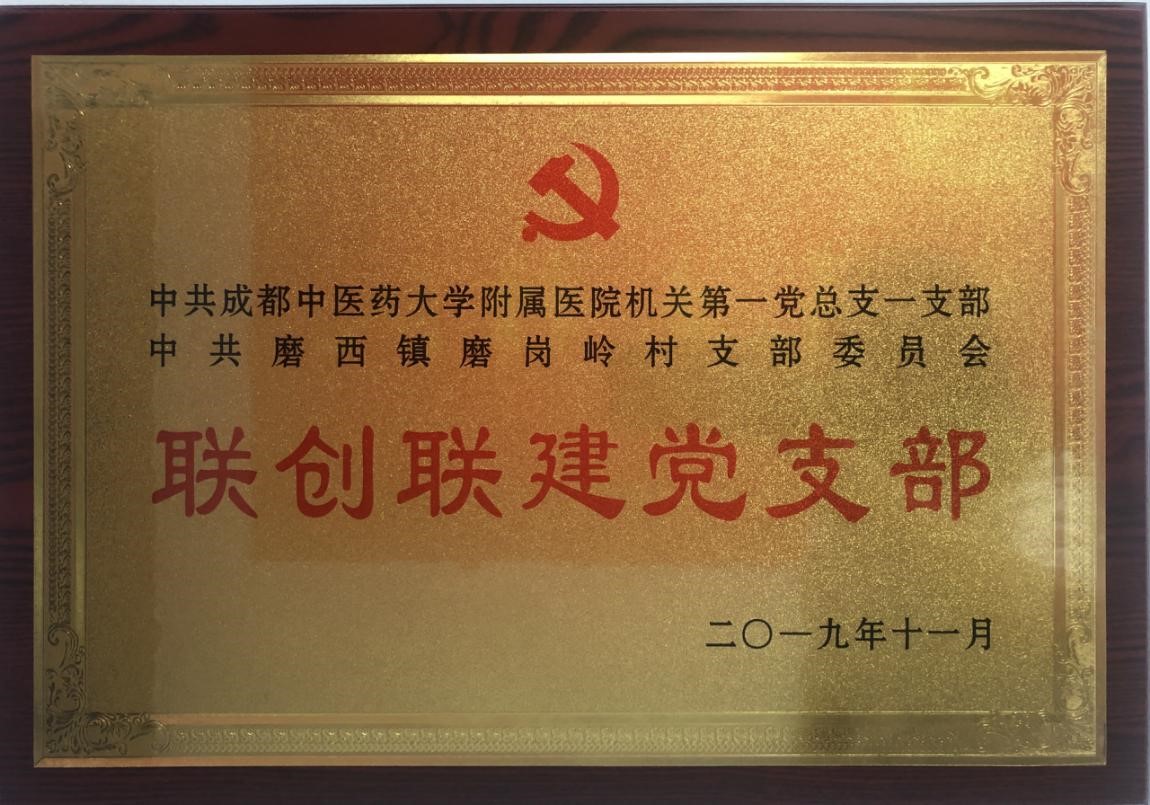 中共成都中医药大学附属医院机关第一党总支一支部
中共磨西镇磨岗岭村支部委员会
联创联建党支部
二〇一九年十一月